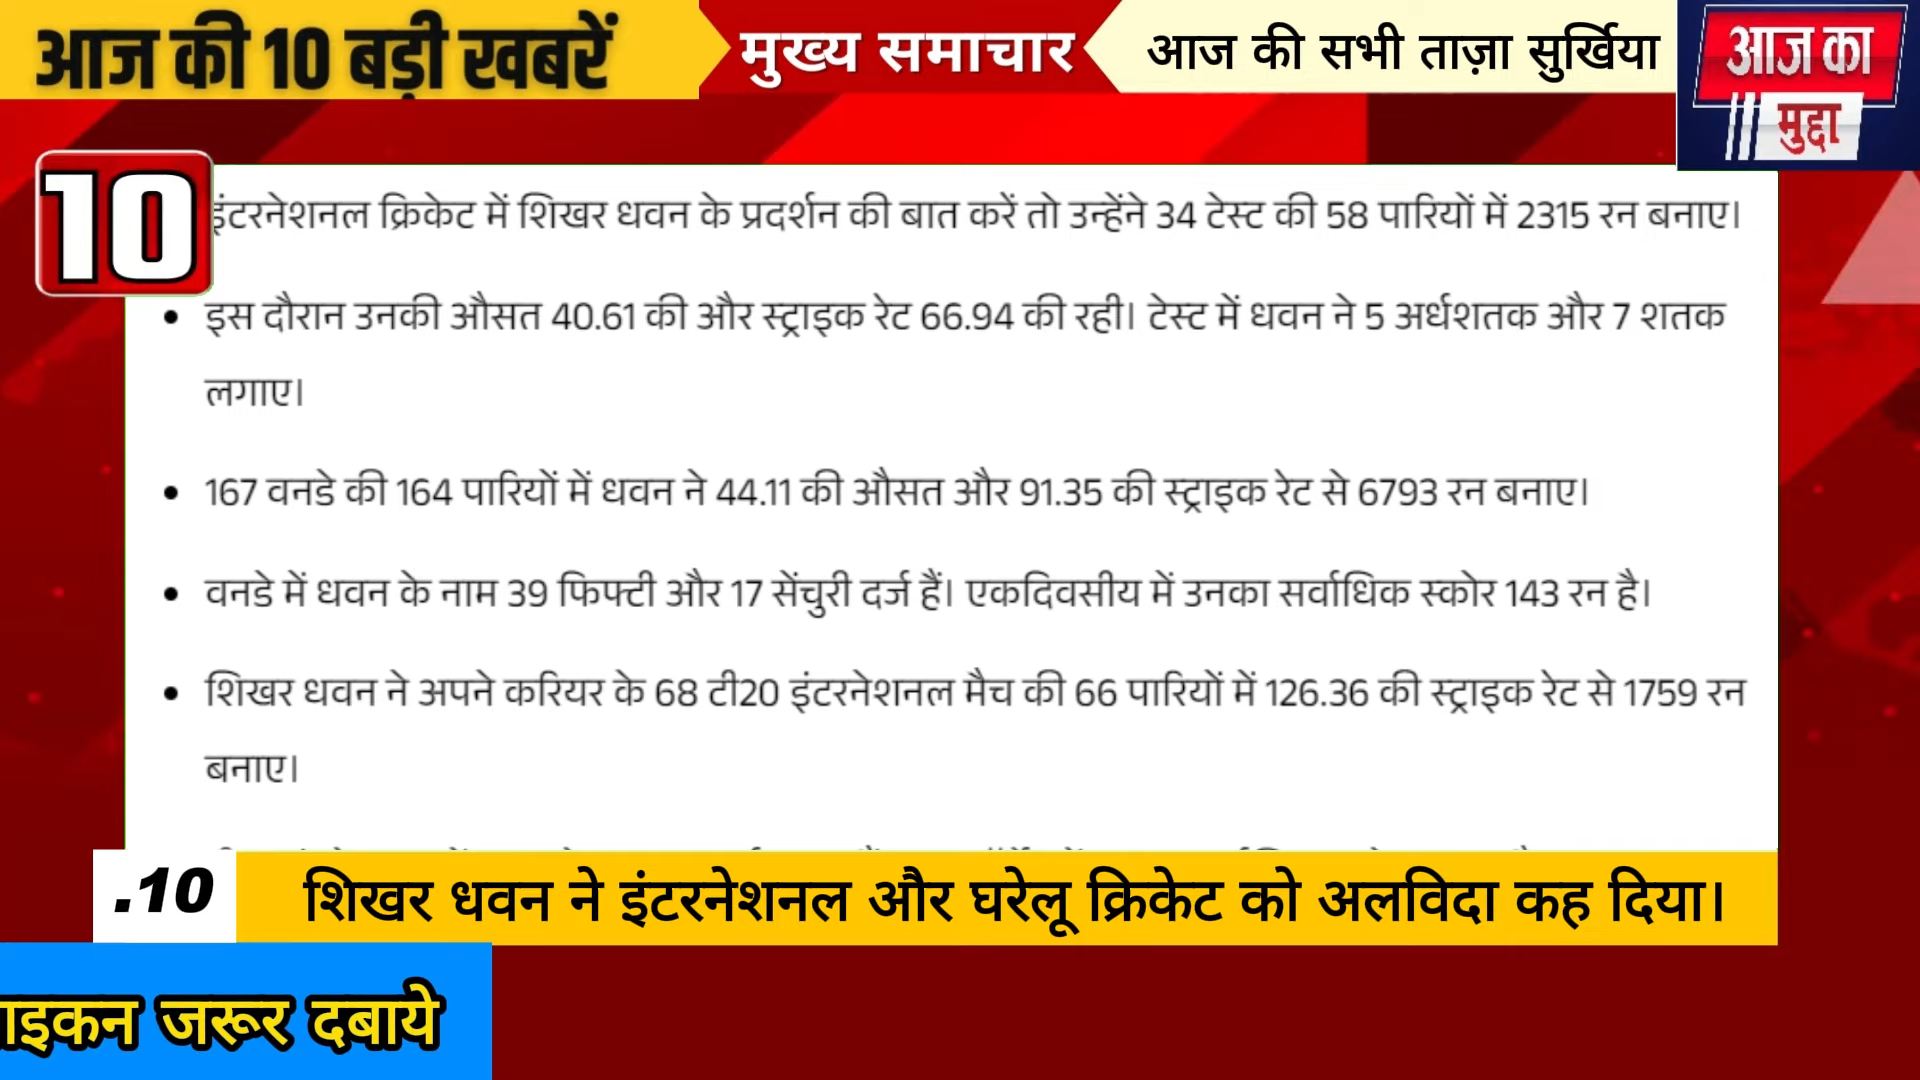 आज की 10 बड़ी खबरें
मुख्य समाचार
आज की सभी ताज़ा सुर्खिया
आज का
मुद्दा
10
इंटरनेशनल क्रिकेट में शिखर धवन के प्रदर्शन की बात करें तो उन्हेंने 34 टेस्ट की 58 पारियों में 2315 रन बनाए।
• इस दौरान उनकी औसत 40.61 की और स्ट्राइक रेट 66.94 की रही। टेस्ट में धवन ने 5 अर्धशतक और 7 शतक
लगाए।
• 167 वनडे की 164 पारियों में धवन ने 44.11 की औसत और 91.35 की स्ट्राइक रेट से 6793 रन बनाए।
• वनडे में धवन के नाम 39 फिफ्टी और 17 सेंचुरी दर्ज हैं। एकदिवसीय में उनका सर्वाधिक स्कोर 143 रन है।
• शिखर धवन ने अपने करियर के 68 टी20 इंटरनेशनल मैच की 66 पारियों में 126.36 की स्ट्राइक रेट से 1759 रन
बनाए।
.10
शिखर धवन ने इंटरनेशनल और घरेलू क्रिकेट को अलविदा कह दिया।
जरूर दबाये